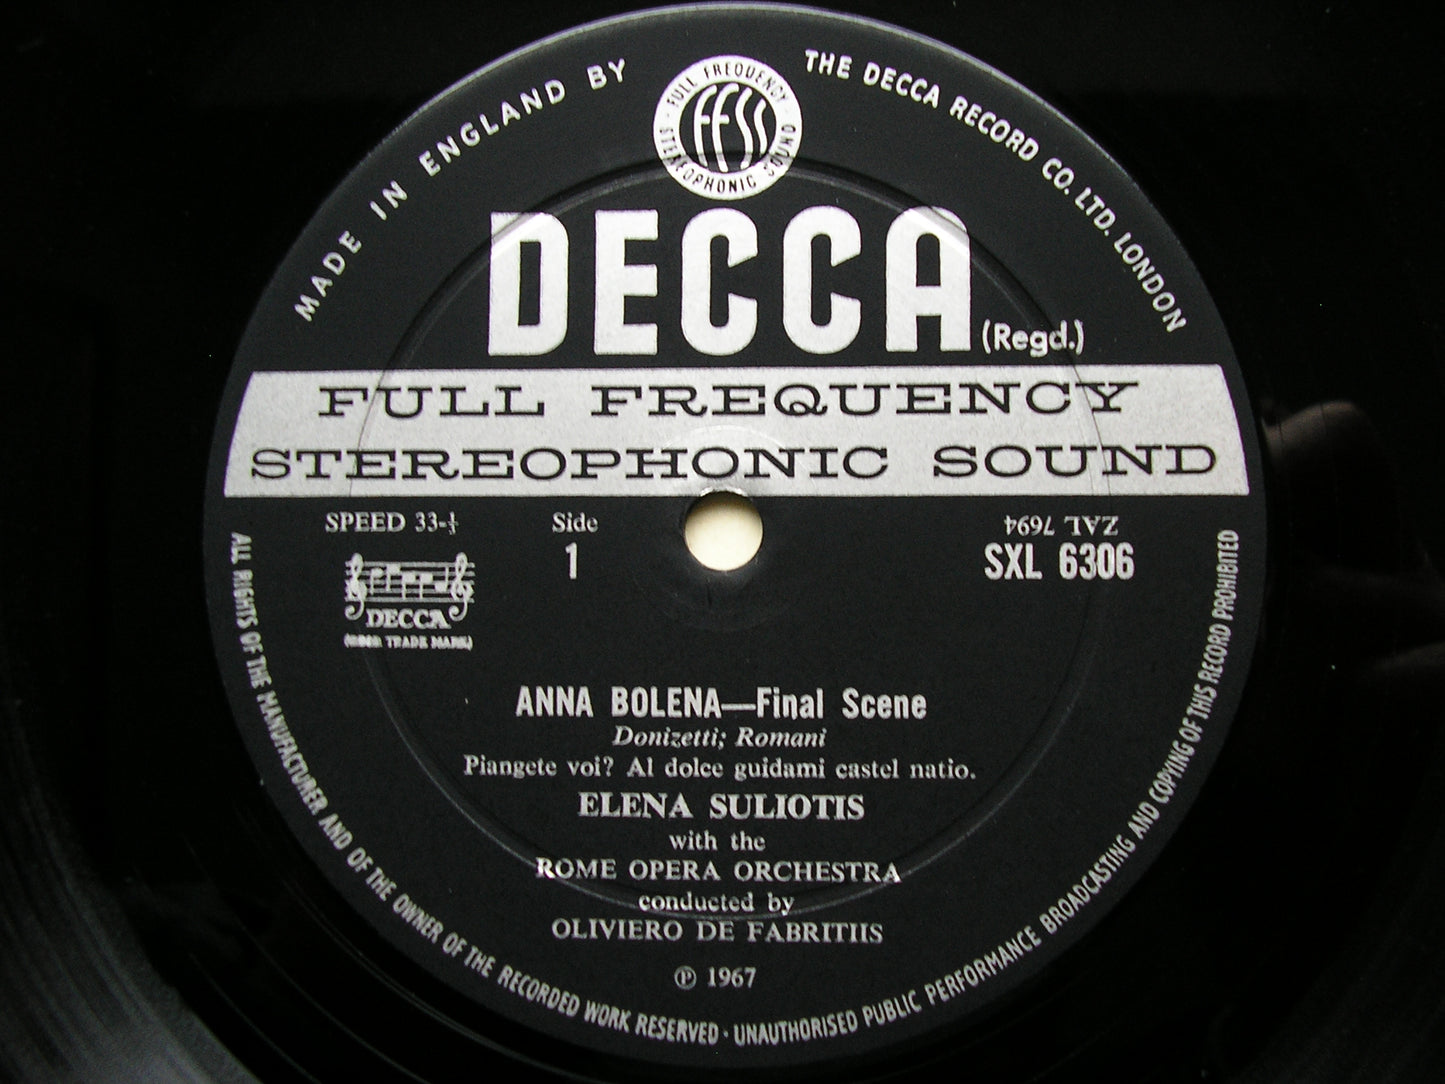 MADE IN ENGLAND BY
THE DECCA RECORD CO. LTD. LONDON
· FULL FREQUENCY · STEREOPHONIC SOUND
FFSS
DECCA (Regd.)
FULL FREQUENCY
STEREOPHONIC SOUND
SPEED 33-⅓
Side
1
ZAL 7694
SXL 6306
DECCA
TRADE MARK
ANNA BOLENA—Final Scene
Donizetti; Romani
Piangete voi? Al dolce guidami castel natio.
ELENA SULIOTIS
with the
ROME OPERA ORCHESTRA
conducted by
OLIVIERO DE FABRITIIS
℗ 1967
ALL RIGHTS OF THE MANUFACTURER AND OF THE OWNER OF THE RECORDED WORK RESERVED · UNAUTHORISED PUBLIC PERFORMANCE BROADCASTING AND COPYING OF THIS RECORD PROHIBITED